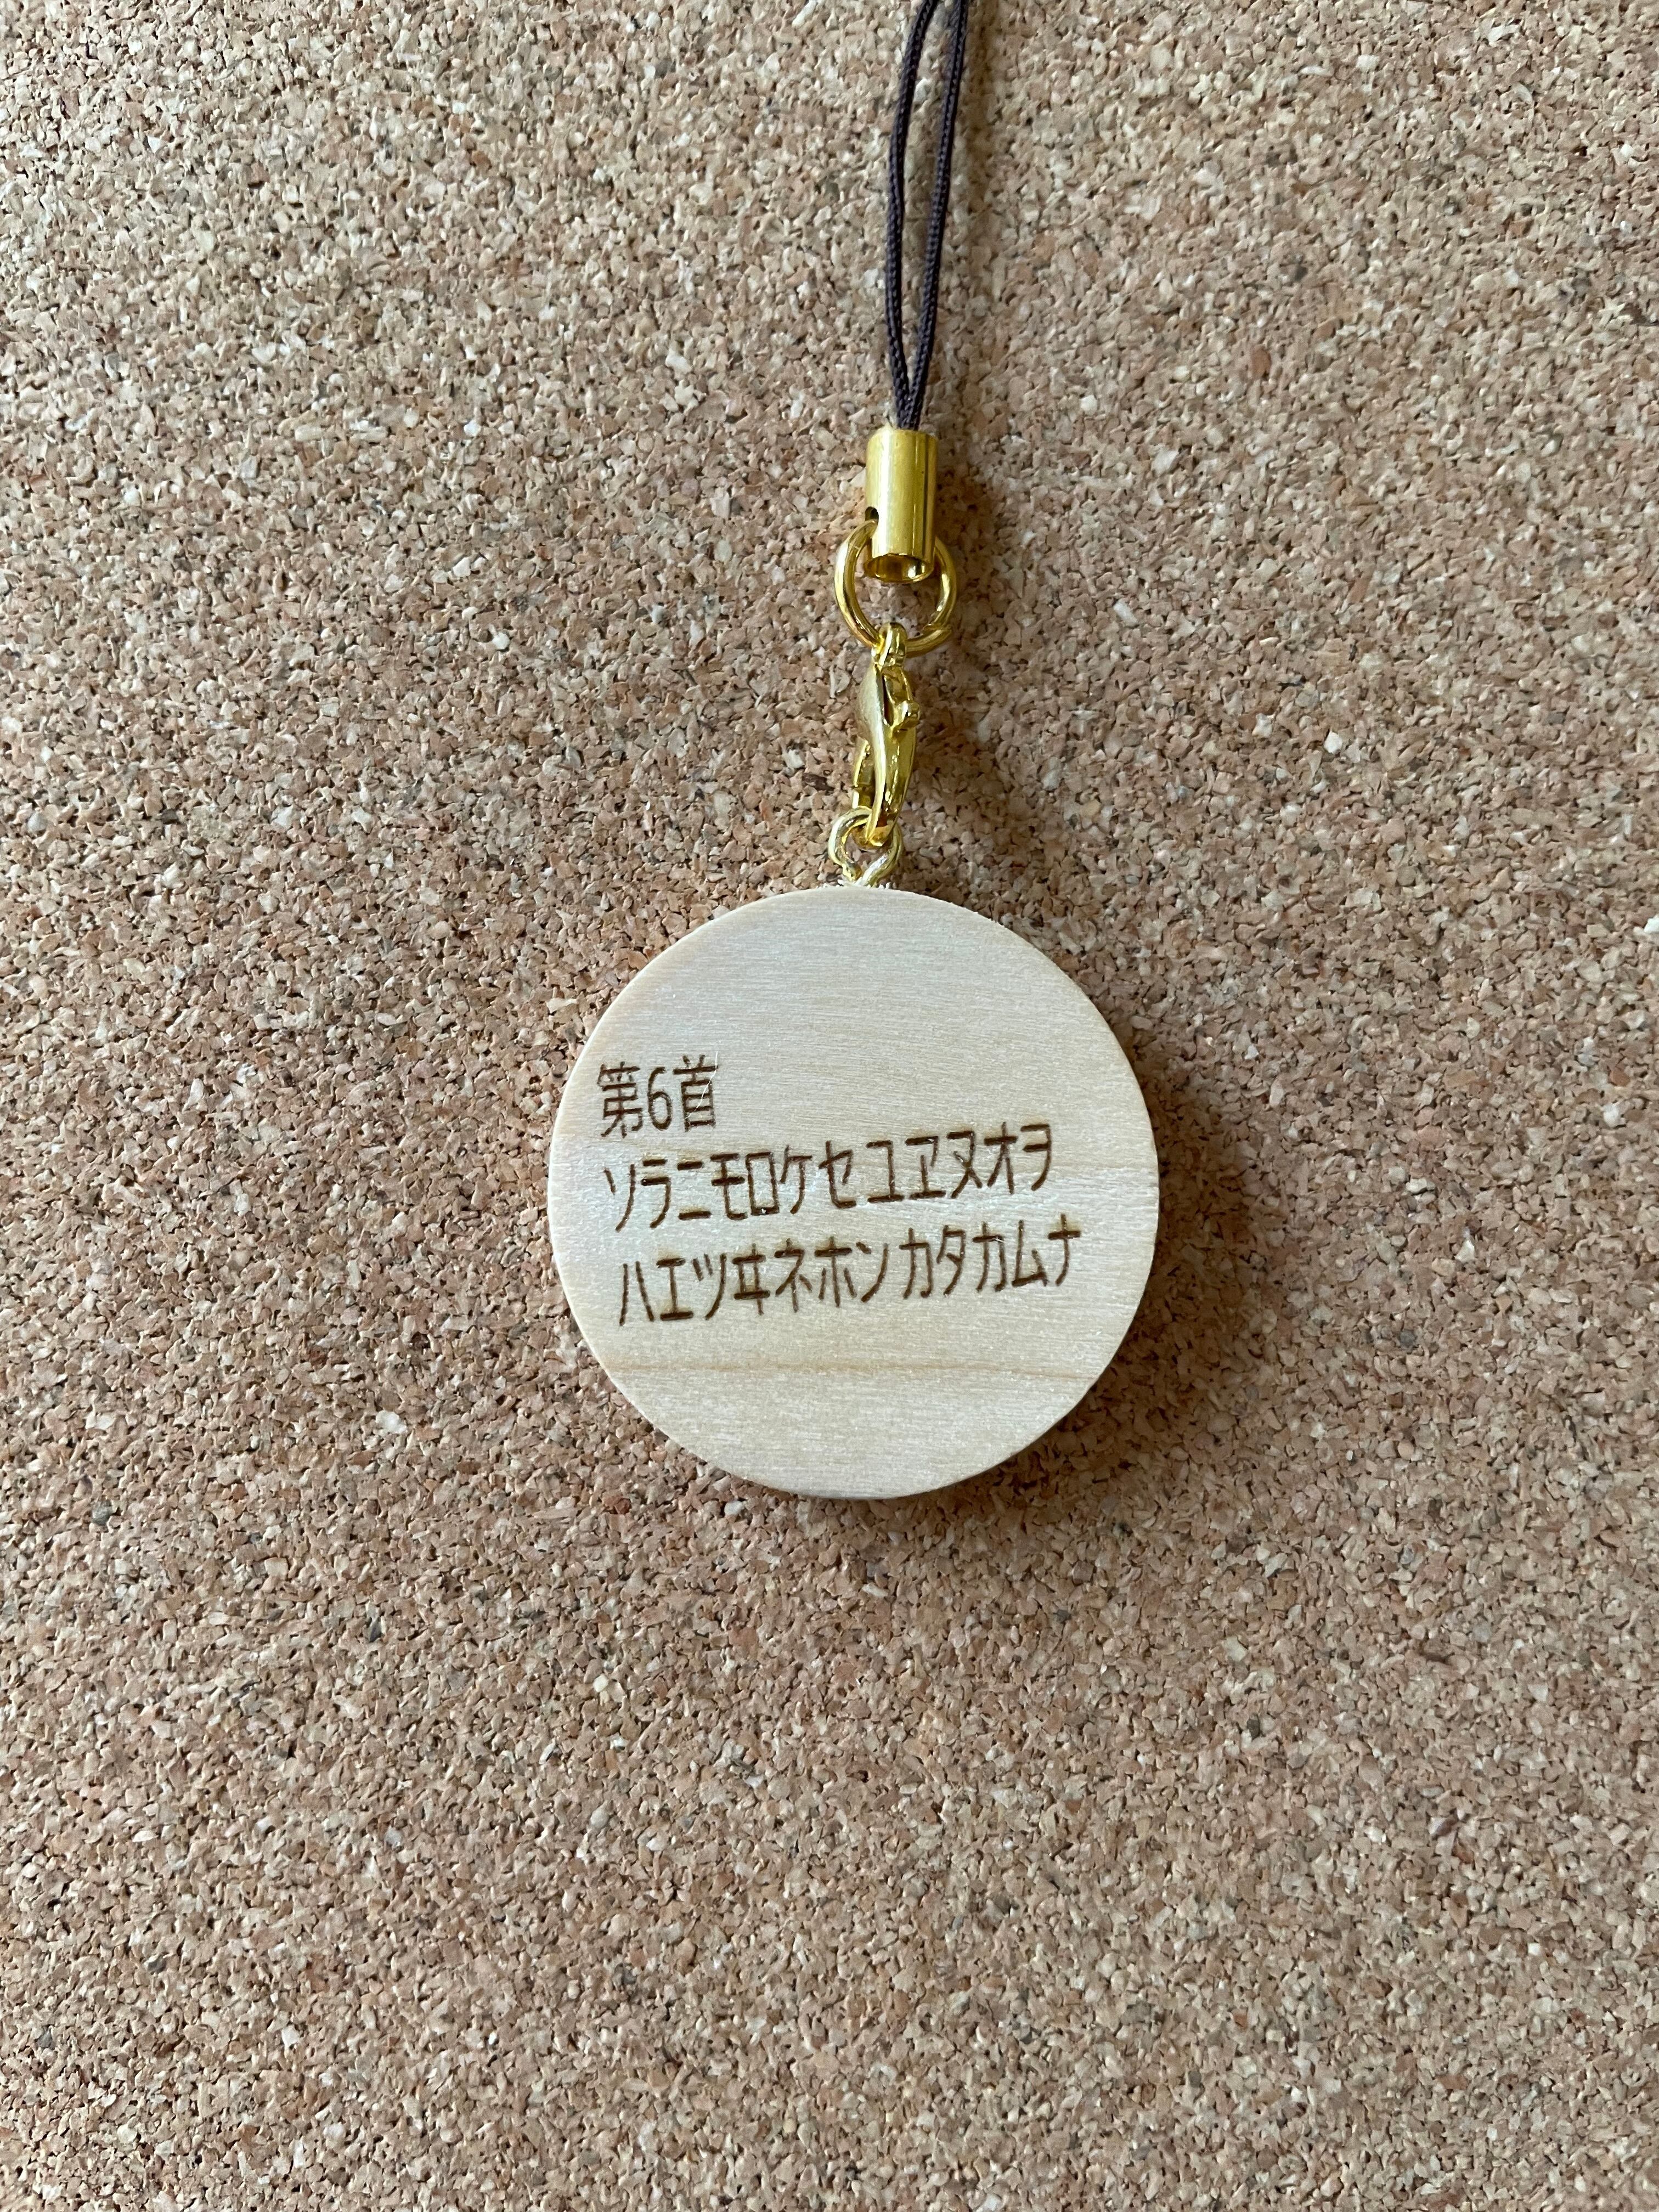 第6首
ソラニモロケセユヱヌオヲ
ハエツヰネホンカタカムナ